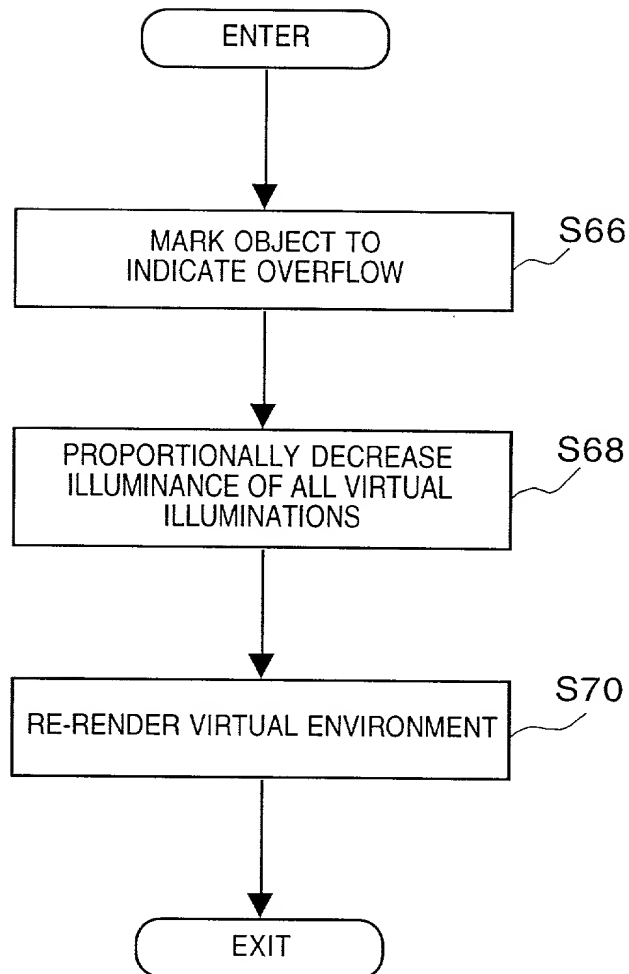 ENTER
MARK OBJECT TO
INDICATE OVERFLOW
S66
PROPORTIONALLY DECREASE
ILLUMINANCE OF ALL VIRTUAL
ILLUMINATIONS
S68
RE-RENDER VIRTUAL ENVIRONMENT
S70
EXIT